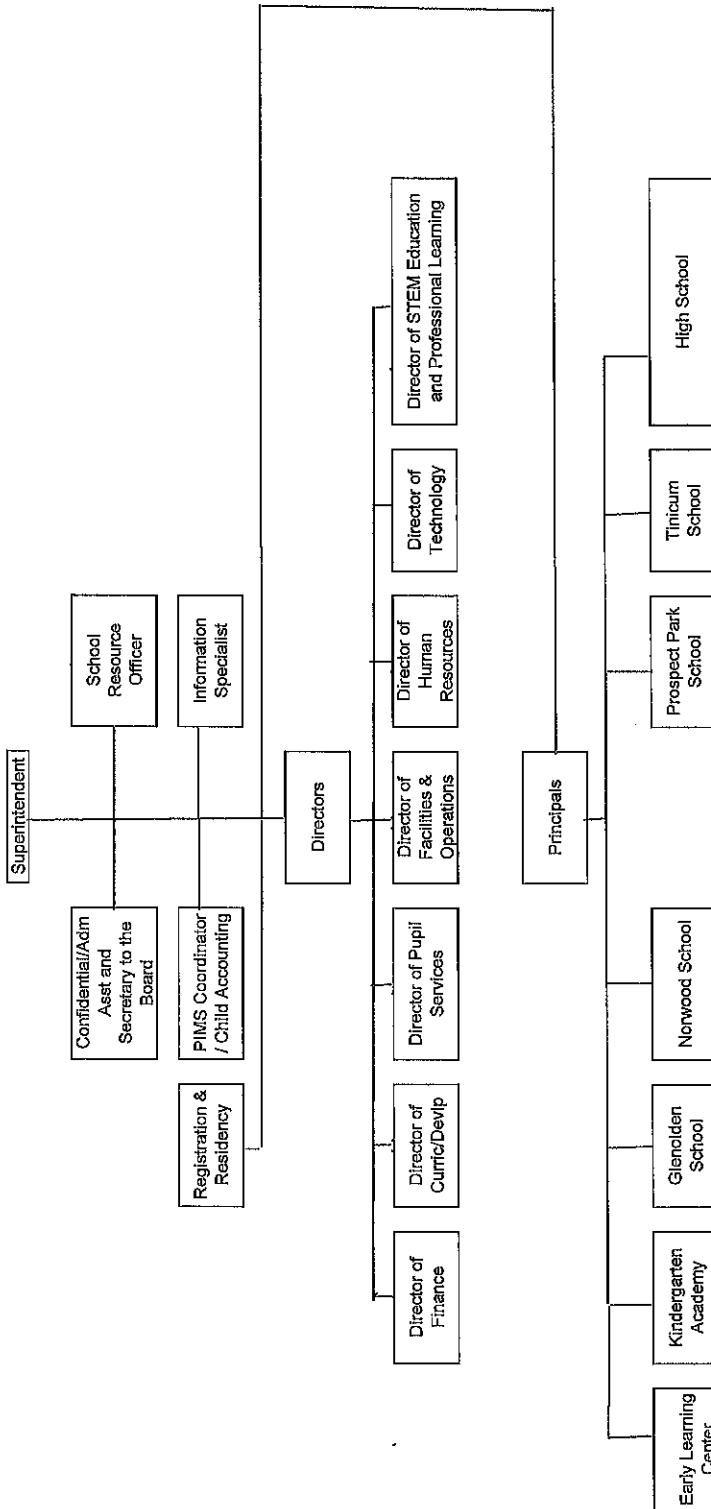 Superintendent
Confidential/Adm
Asst and
Secretary to the
Board
School
Resource
Officer
PIMS Coordinator
/ Child Accounting
Information
Specialist
Registration &
Residency
Directors
Director of
Finance
Director of
Curric/Devlp
Director of Pupil
Services
Director of
Facilities &
Operations
Director of
Human
Resources
Director of
Technology
Director of STEM Education
and Professional Learning
Principals
Early Learning
Center
Kindergarten
Academy
Glenolden
School
Norwood School
Prospect Park
School
Tinicum
School
High School